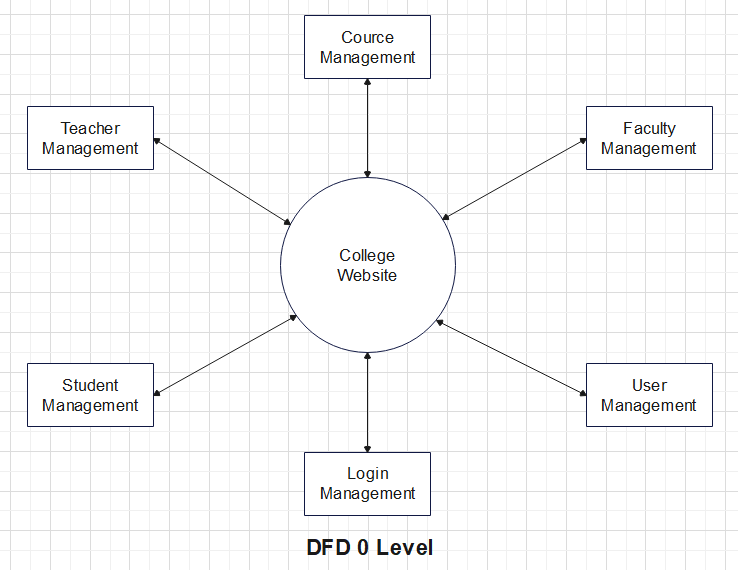 Cource
Management
Teacher
Management
Faculty
Management
College
Website
Student
Management
User
Management
Login
Management
DFD 0 Level